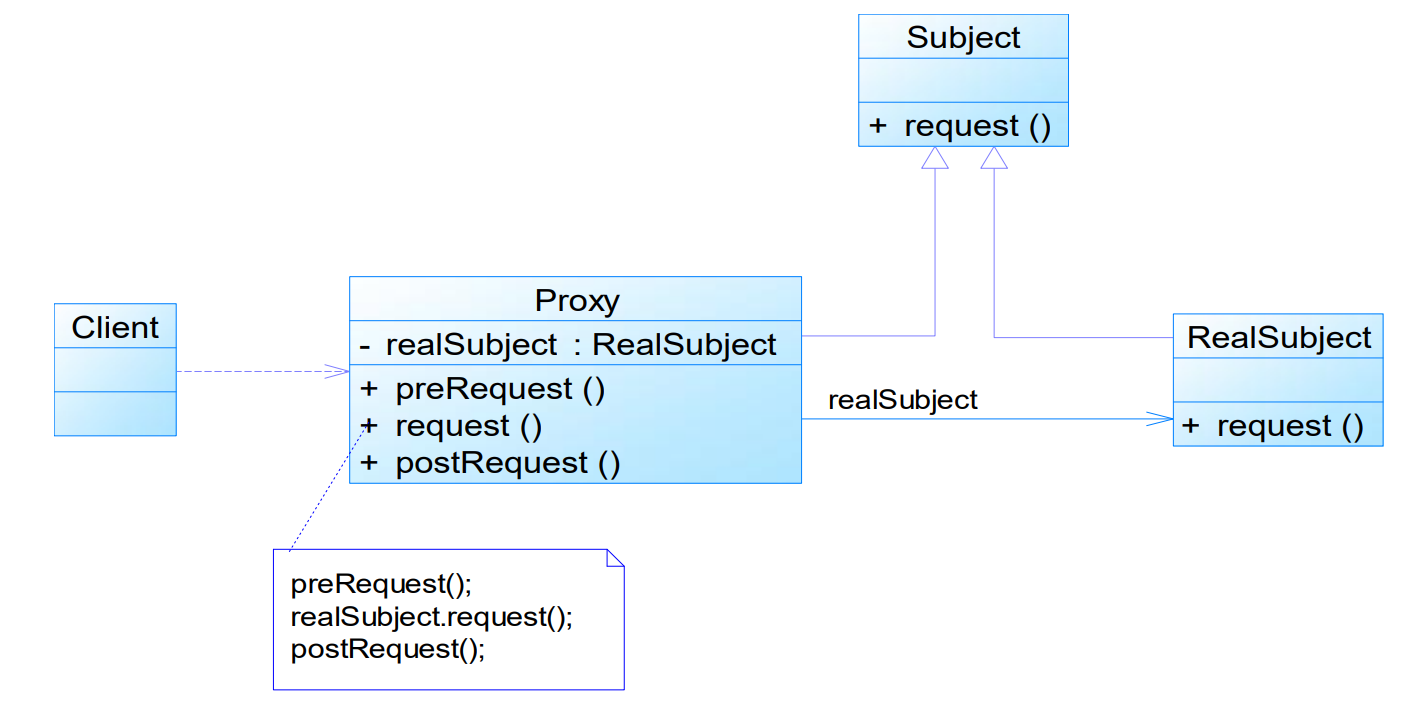 Subject
+ request ()
Client
Proxy
- realSubject : RealSubject
+ preRequest ()
+ request ()
+ postRequest ()
realSubject
RealSubject
+ request ()
preRequest();
realSubject.request();
postRequest();